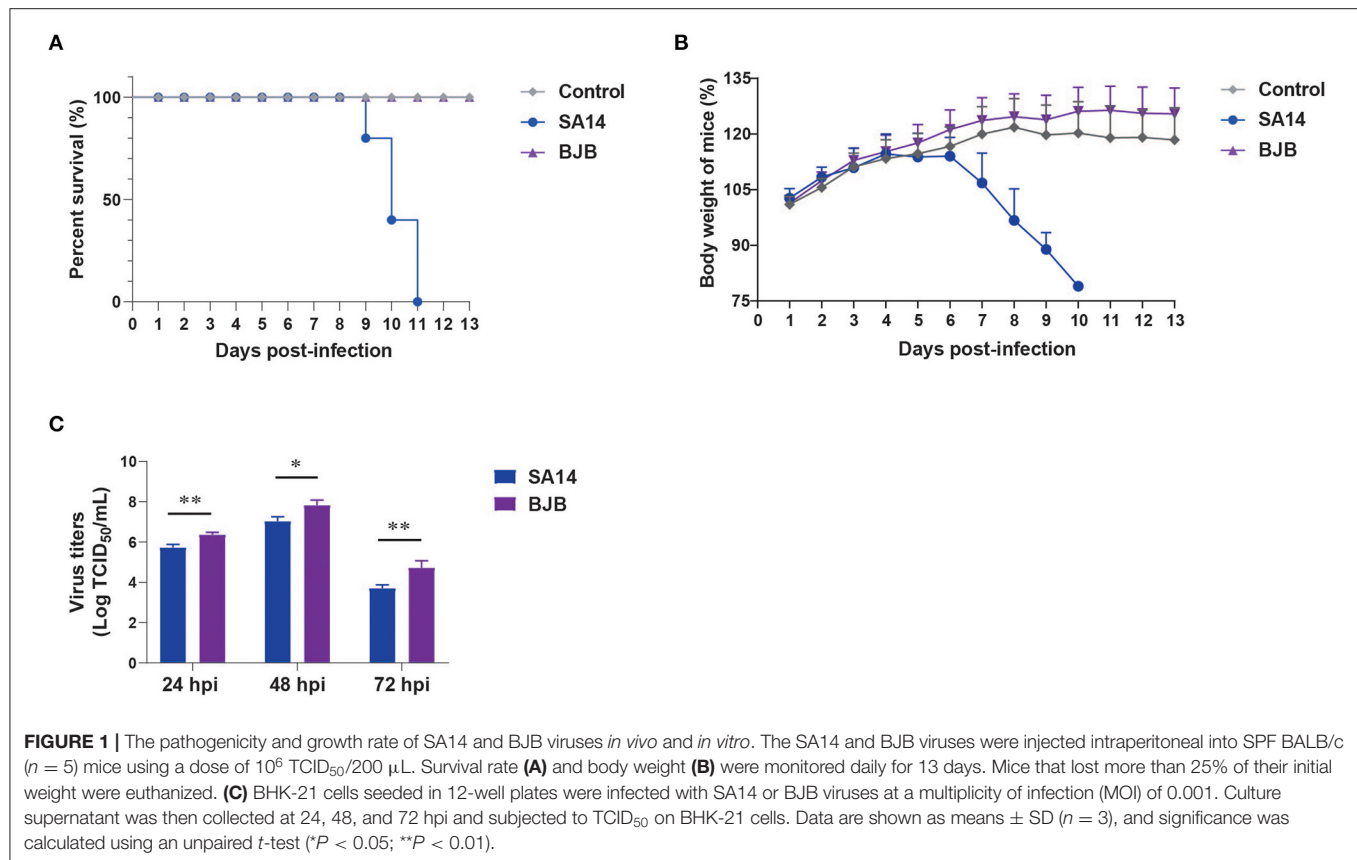 A
Percent survival (%)
100
50
0
0 1 2 3 4 5 6 7 8 9 10 11 12 13
Days post-infection
Control
SA14
BJB
B
Body weight of mice (%)
135
120
105
90
75
0 1 2 3 4 5 6 7 8 9 10 11 12 13
Days post-infection
Control
SA14
BJB
C
Virus titers
(Log TCID50/mL)
10
8
6
4
2
0
** * **
24 hpi 48 hpi 72 hpi
SA14
BJB
FIGURE 1 | The pathogenicity and growth rate of SA14 and BJB viruses in vivo and in vitro. The SA14 and BJB viruses were injected intraperitoneal into SPF BALB/c
(n = 5) mice using a dose of 10⁶ TCID50/200 μL. Survival rate (A) and body weight (B) were monitored daily for 13 days. Mice that lost more than 25% of their initial
weight were euthanized. (C) BHK-21 cells seeded in 12-well plates were infected with SA14 or BJB viruses at a multiplicity of infection (MOI) of 0.001. Culture
supernatant was then collected at 24, 48, and 72 hpi and subjected to TCID50 on BHK-21 cells. Data are shown as means ± SD (n = 3), and significance was
calculated using an unpaired t-test (*P < 0.05; **P < 0.01).